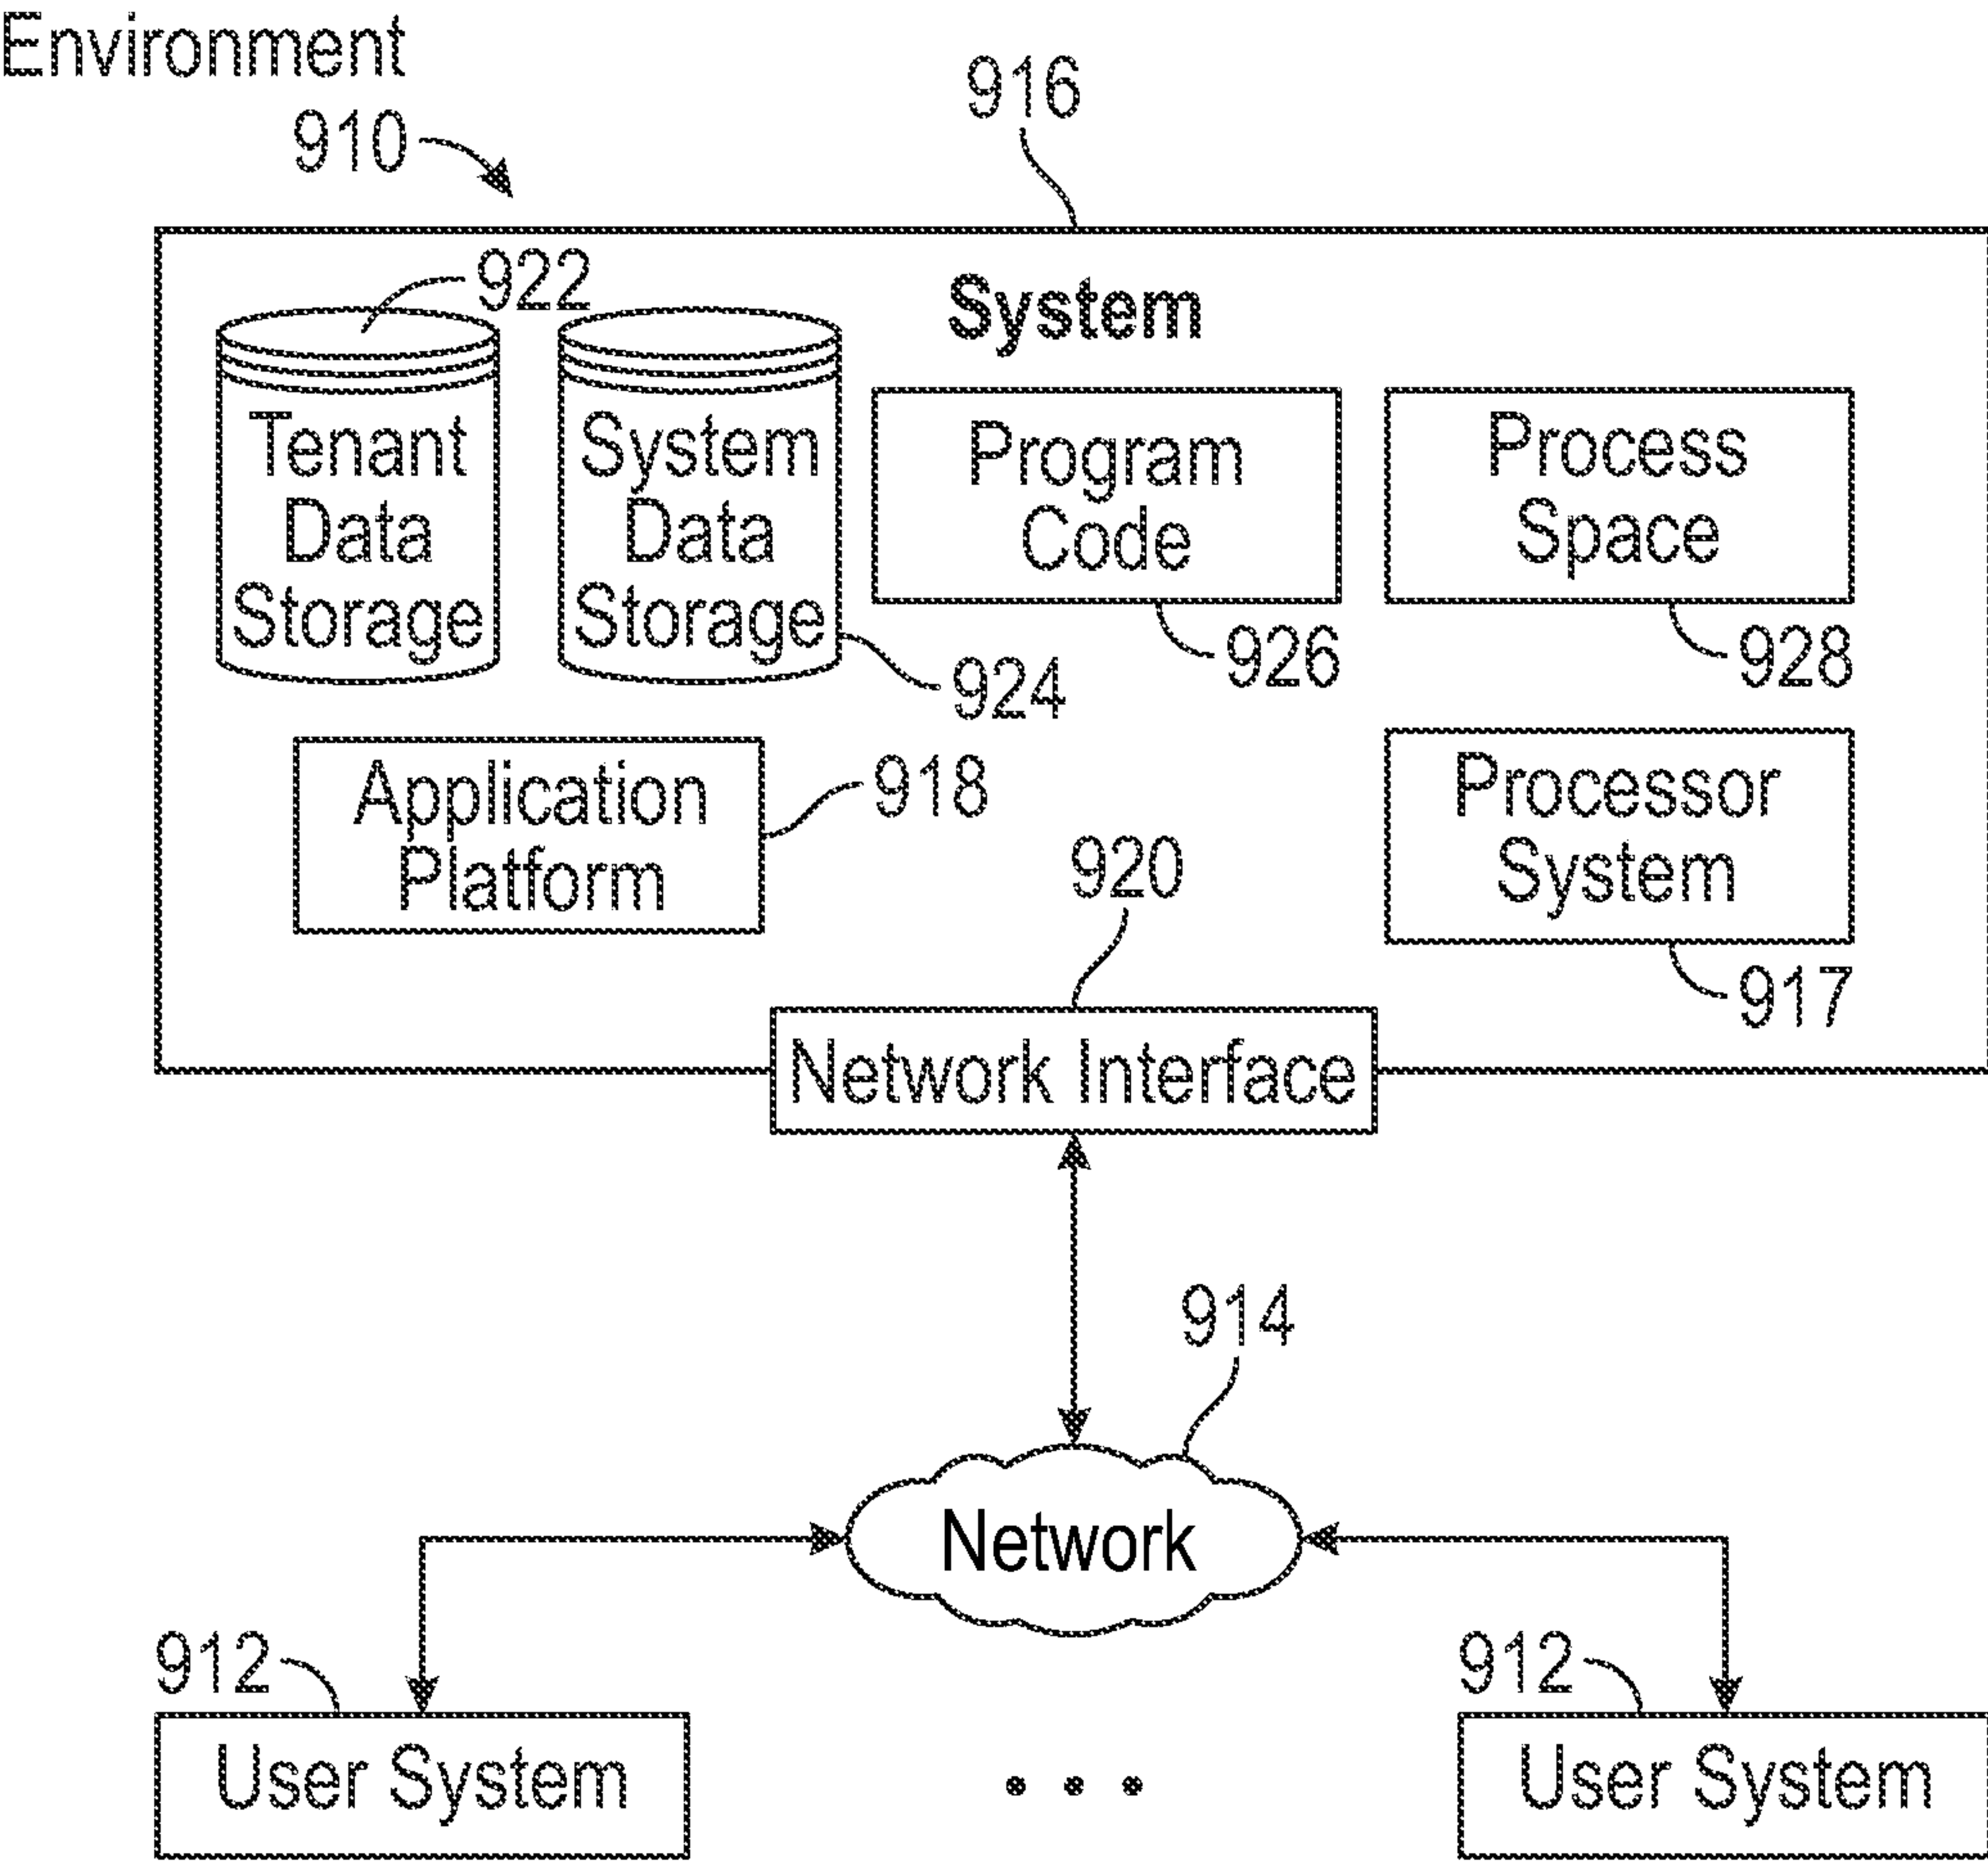 Environment
910
916
922
System
Tenant
Data
Storage
System
Data
Storage
924
Program
Code
926
Process
Space
928
Application
Platform
918
Processor
System
917
920
Network Interface
914
Network
912
User System
. . .
912
User System